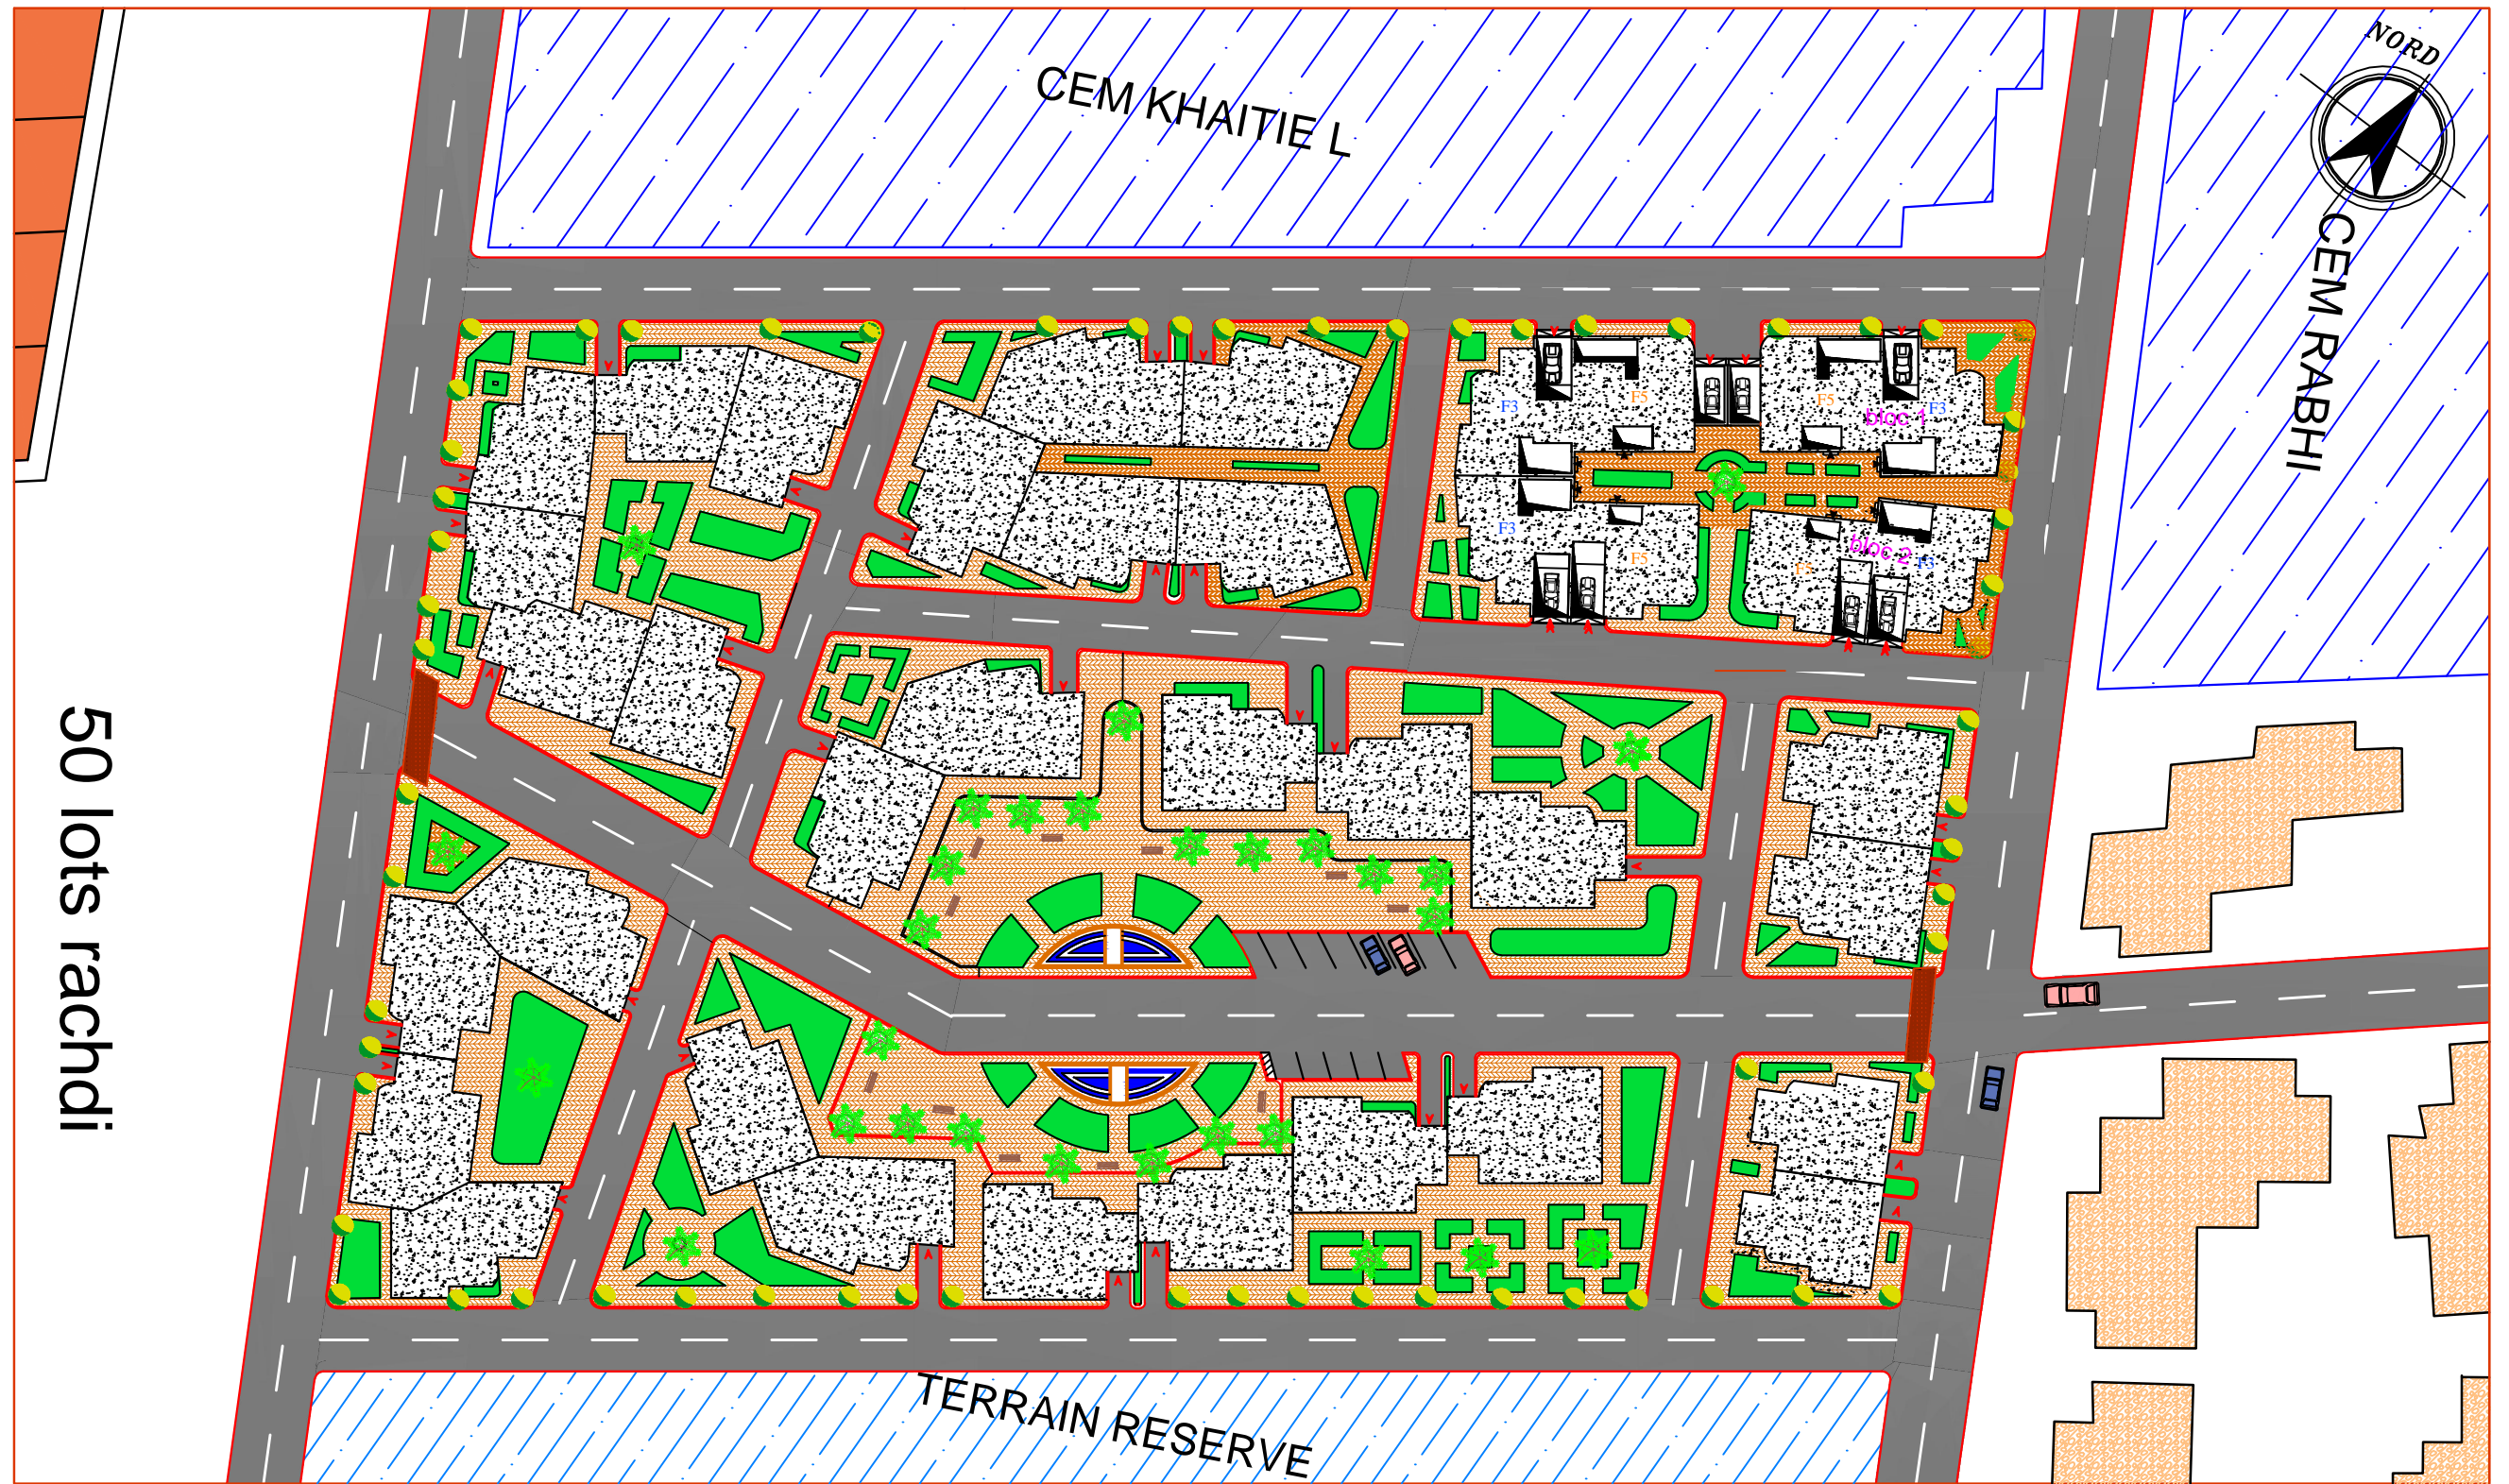 NORD
CEM KHAITIE L
CEM RABHI
F3
F5
F5
bloc 1
F3
F3
F5
F5
bloc 2
F3
50 lots rachdi
TERRAIN RESERVE